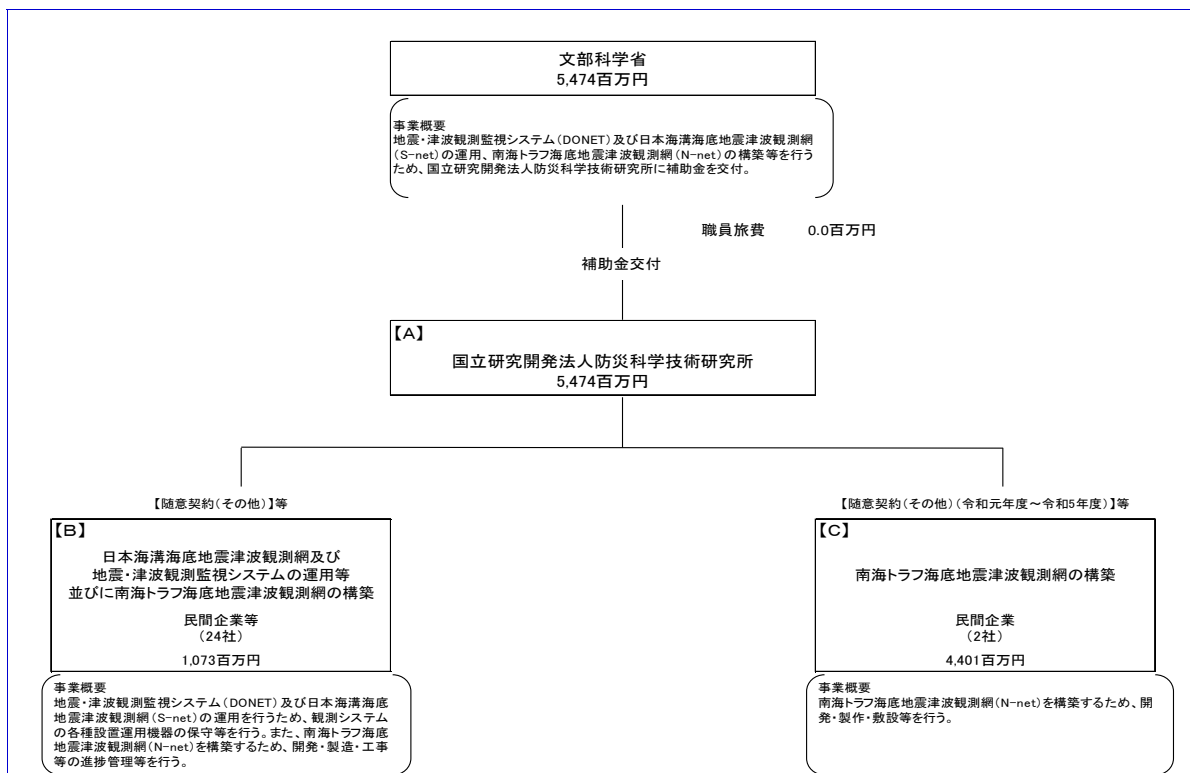 文部科学省
5,474百万円
事業概要
地震・津波観測監視システム(DONET)及び日本海溝海底地震津波観測網
(S-net)の運用、南海トラフ海底地震津波観測網(N-net)の構築等を行う
ため、国立研究開発法人防災科学技術研究所に補助金を交付。
職員旅費 0.0百万円
補助金交付
【A】
国立研究開発法人防災科学技術研究所
5,474百万円
【随意契約(その他)】等
【B】
日本海溝海底地震津波観測網及び
地震・津波観測監視システムの運用等
並びに南海トラフ海底地震津波観測網の構築
民間企業等
(24社)
1,073百万円
事業概要
地震・津波観測監視システム(DONET)及び日本海溝海底
地震津波観測網(S-net)の運用を行うため、観測システム
の各種設置運用機器の保守等を行う。また、南海トラフ海底
地震津波観測網(N-net)を構築するため、開発・製造・工事
等の進捗管理等を行う。
【随意契約(その他)(令和元年度~令和5年度)】等
【C】
南海トラフ海底地震津波観測網の構築
民間企業
(2社)
4,401百万円
事業概要
南海トラフ海底地震津波観測網(N-net)を構築するため、開
発・製作・敷設等を行う。